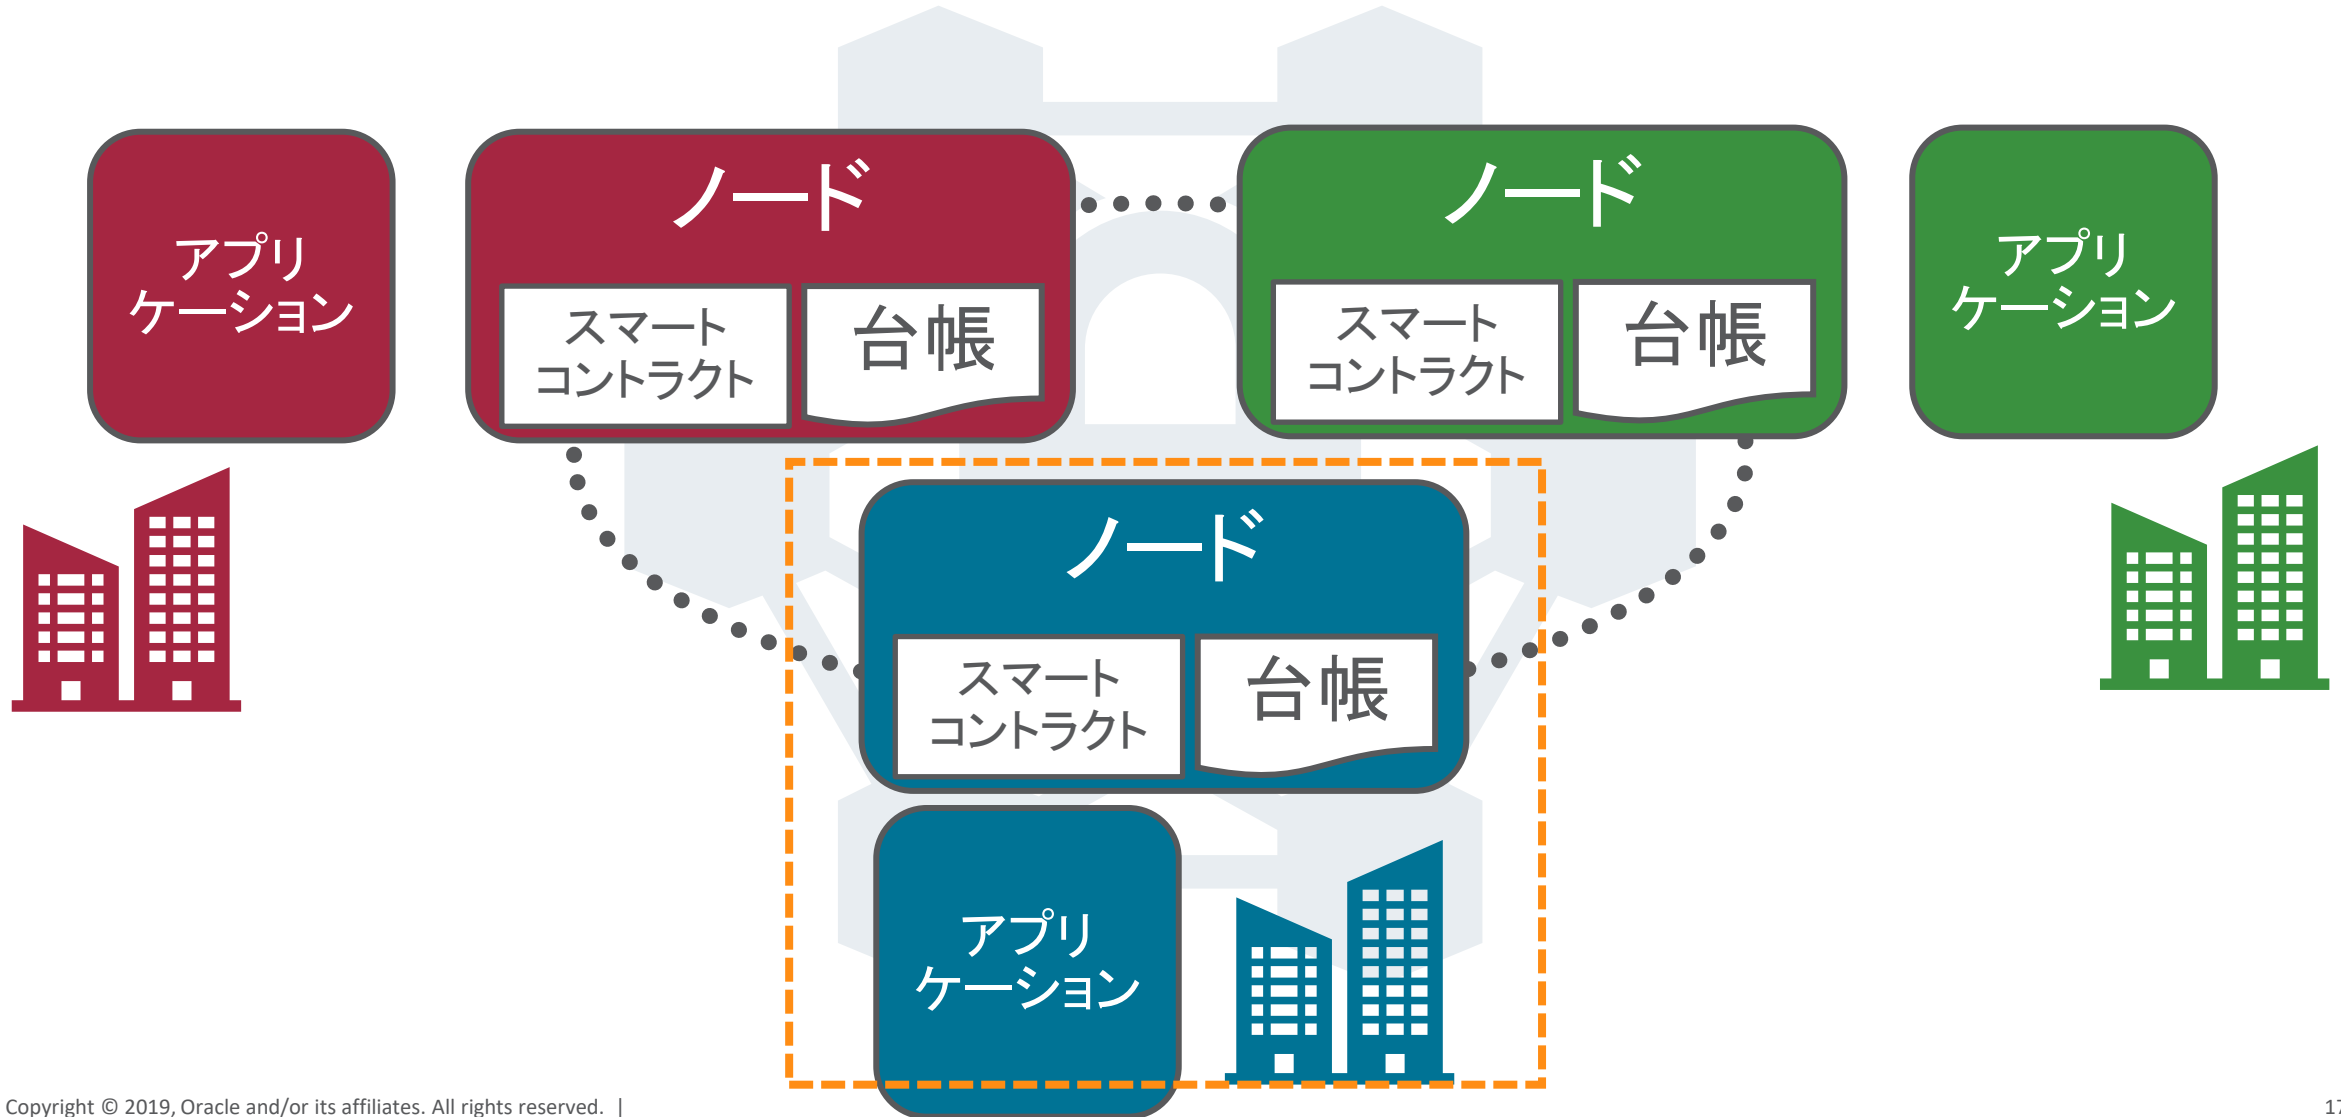 アプリ
ケーション
ノード
スマート
コントラクト
台帳
ノード
スマート
コントラクト
台帳
アプリ
ケーション
ノード
スマート
コントラクト
台帳
アプリ
ケーション
Copyright © 2019, Oracle and/or its affiliates. All rights reserved. |
17